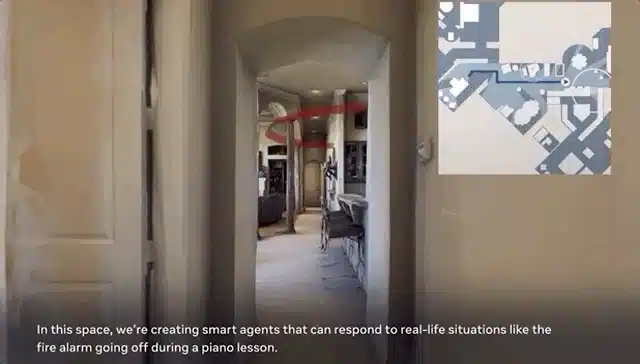 In this space, we're creating smart agents that can respond to real-life situations like the
fire alarm going off during a piano lesson.